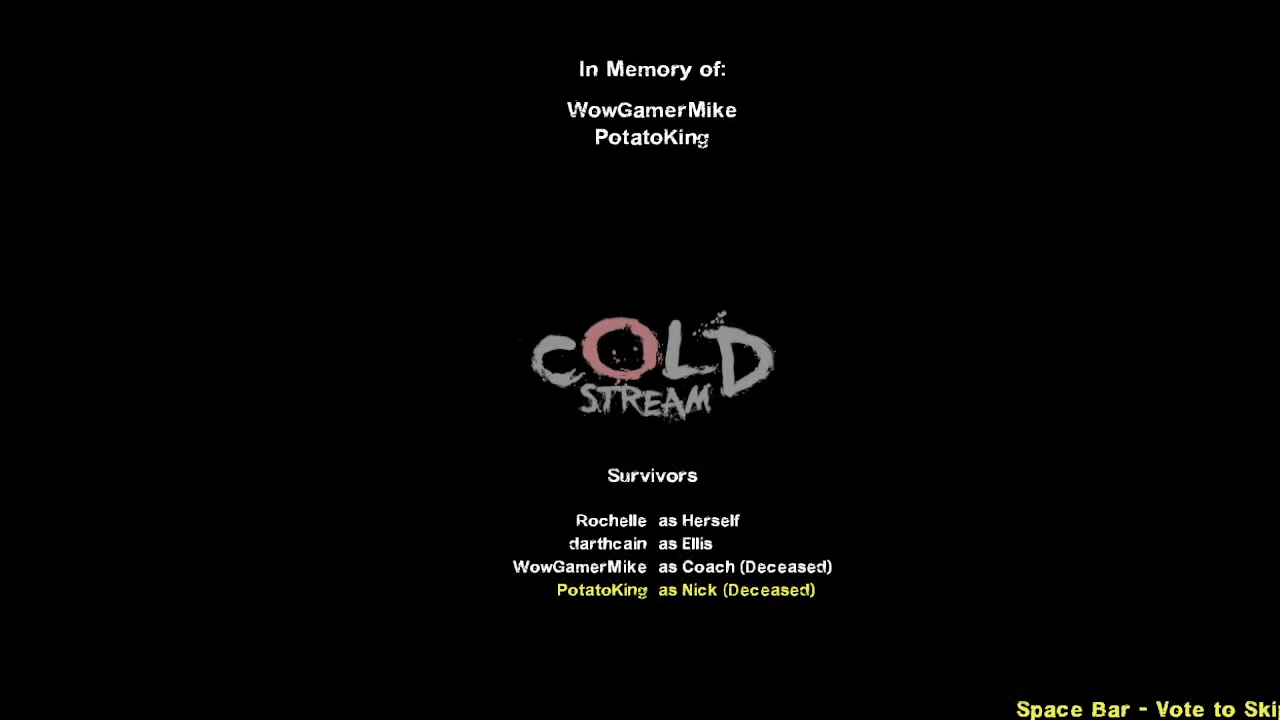 In Memory of:
WowGamerMike
PotatoKing
COLD
STREAM
Survivors
Rochelle as Herself
darthcain as Ellis
WowGamerMike as Coach (Deceased)
PotatoKing as Nick (Deceased)
Space Bar - Vote to Skip